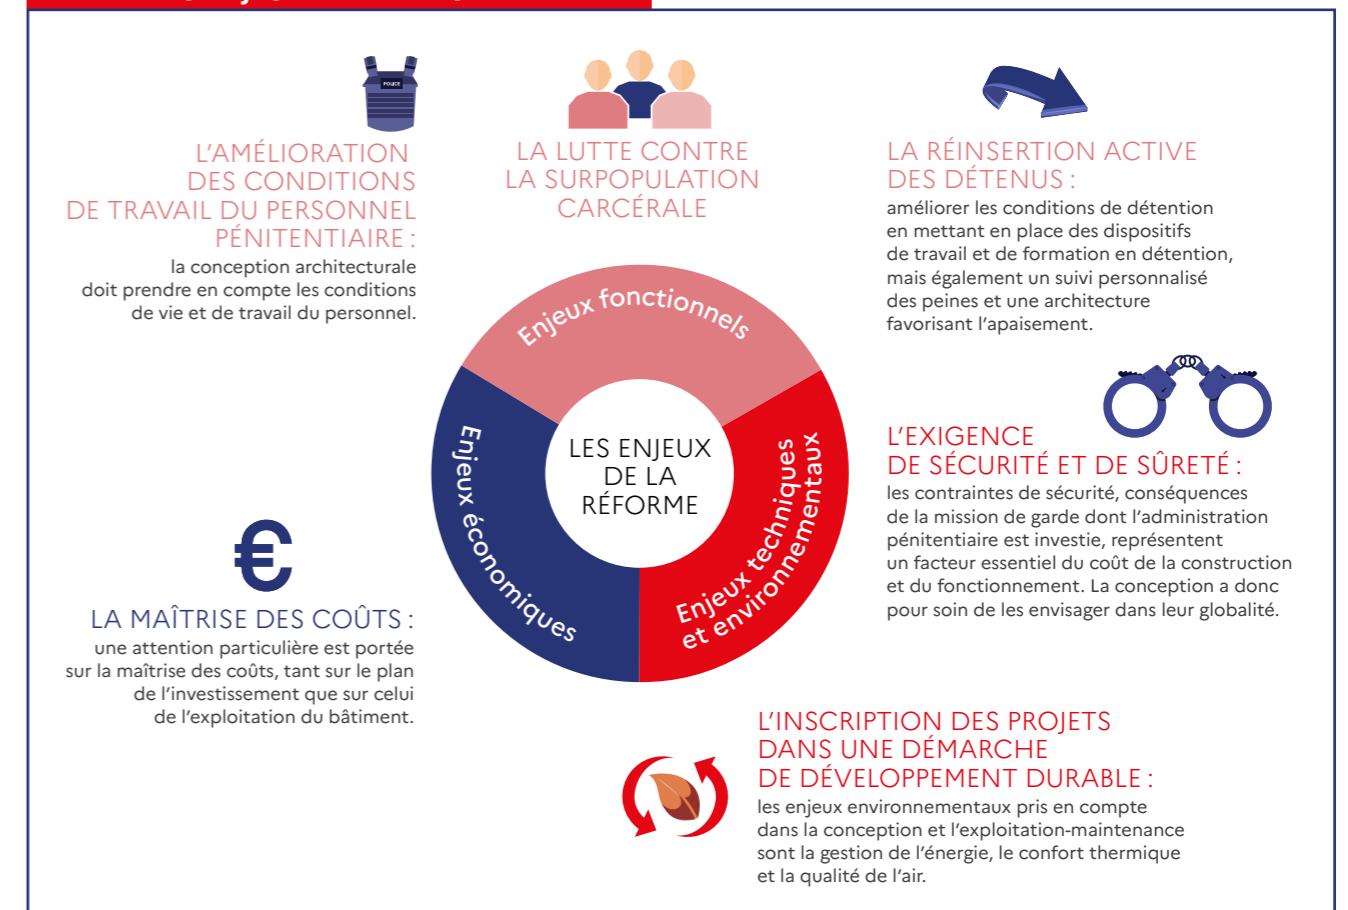 POLICE
L'AMÉLIORATION
DES CONDITIONS
DE TRAVAIL DU PERSONNEL
PÉNITENTIAIRE :
la conception architecturale
doit prendre en compte les conditions
de vie et de travail du personnel.
LA LUTTE CONTRE
LA SURPOPULATION
CARCÉRALE
LA RÉINSERTION ACTIVE
DES DÉTENUS :
améliorer les conditions de détention
en mettant en place des dispositifs
de travail et de formation en détention,
mais également un suivi personnalisé
des peines et une architecture
favorisant l'apaisement.
Enjeux fonctionnels
Enjeux économiques
LES ENJEUX
DE LA
RÉFORME
Enjeux techniques
et environnementaux
L'EXIGENCE
DE SÉCURITÉ ET DE SÛRETÉ :
les contraintes de sécurité, conséquences
de la mission de garde dont l'administration
pénitentiaire est investie, représentent
un facteur essentiel du coût de la construction
et du fonctionnement. La conception a donc
pour soin de les envisager dans leur globalité.
€
LA MAÎTRISE DES COÛTS :
une attention particulière est portée
sur la maîtrise des coûts, tant sur le plan
de l'investissement que sur celui
de l'exploitation du bâtiment.
L'INSCRIPTION DES PROJETS
DANS UNE DÉMARCHE
DE DÉVELOPPEMENT DURABLE :
les enjeux environnementaux pris en compte
dans la conception et l'exploitation-maintenance
sont la gestion de l'énergie, le confort thermique
et la qualité de l'air.